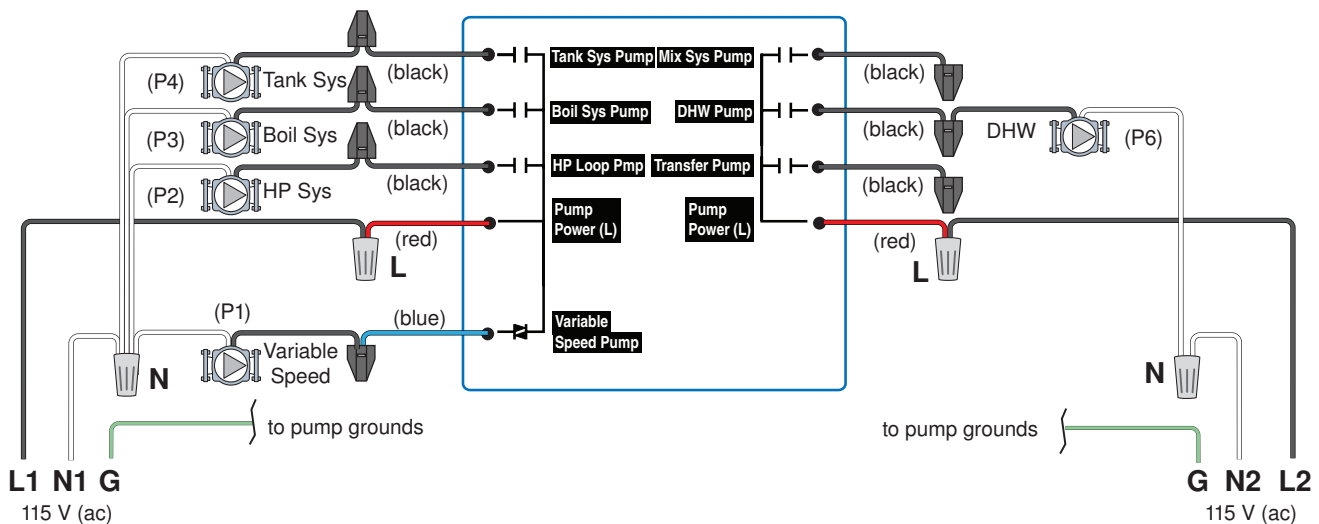 (P4) Tank Sys (black) Tank Sys Pump Mix Sys Pump (black)
(P3) Boil Sys (black) Boil Sys Pump DHW Pump (black) DHW (P6)
(P2) HP Sys (black) HP Loop Pmp Transfer Pump (black)
Pump Power (L) Pump Power (L)
(red) L (red) L
(P1) (blue)
Variable Speed
Variable Speed Pump
N N
to pump grounds to pump grounds
L1 N1 G G N2 L2
115 V (ac) 115 V (ac)